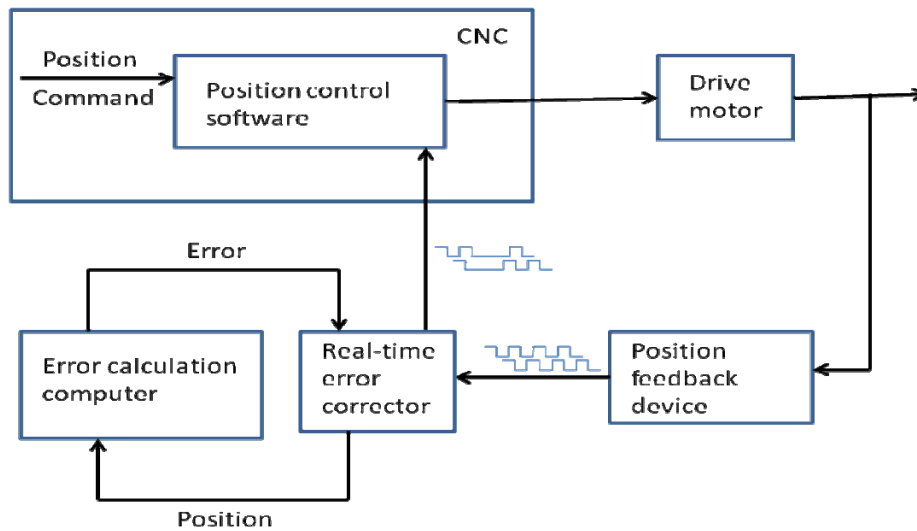 CNC
Position
Command
Position control
software
Drive
motor
Error
Error calculation
computer
Real-time
error
corrector
Position
feedback
device
Position